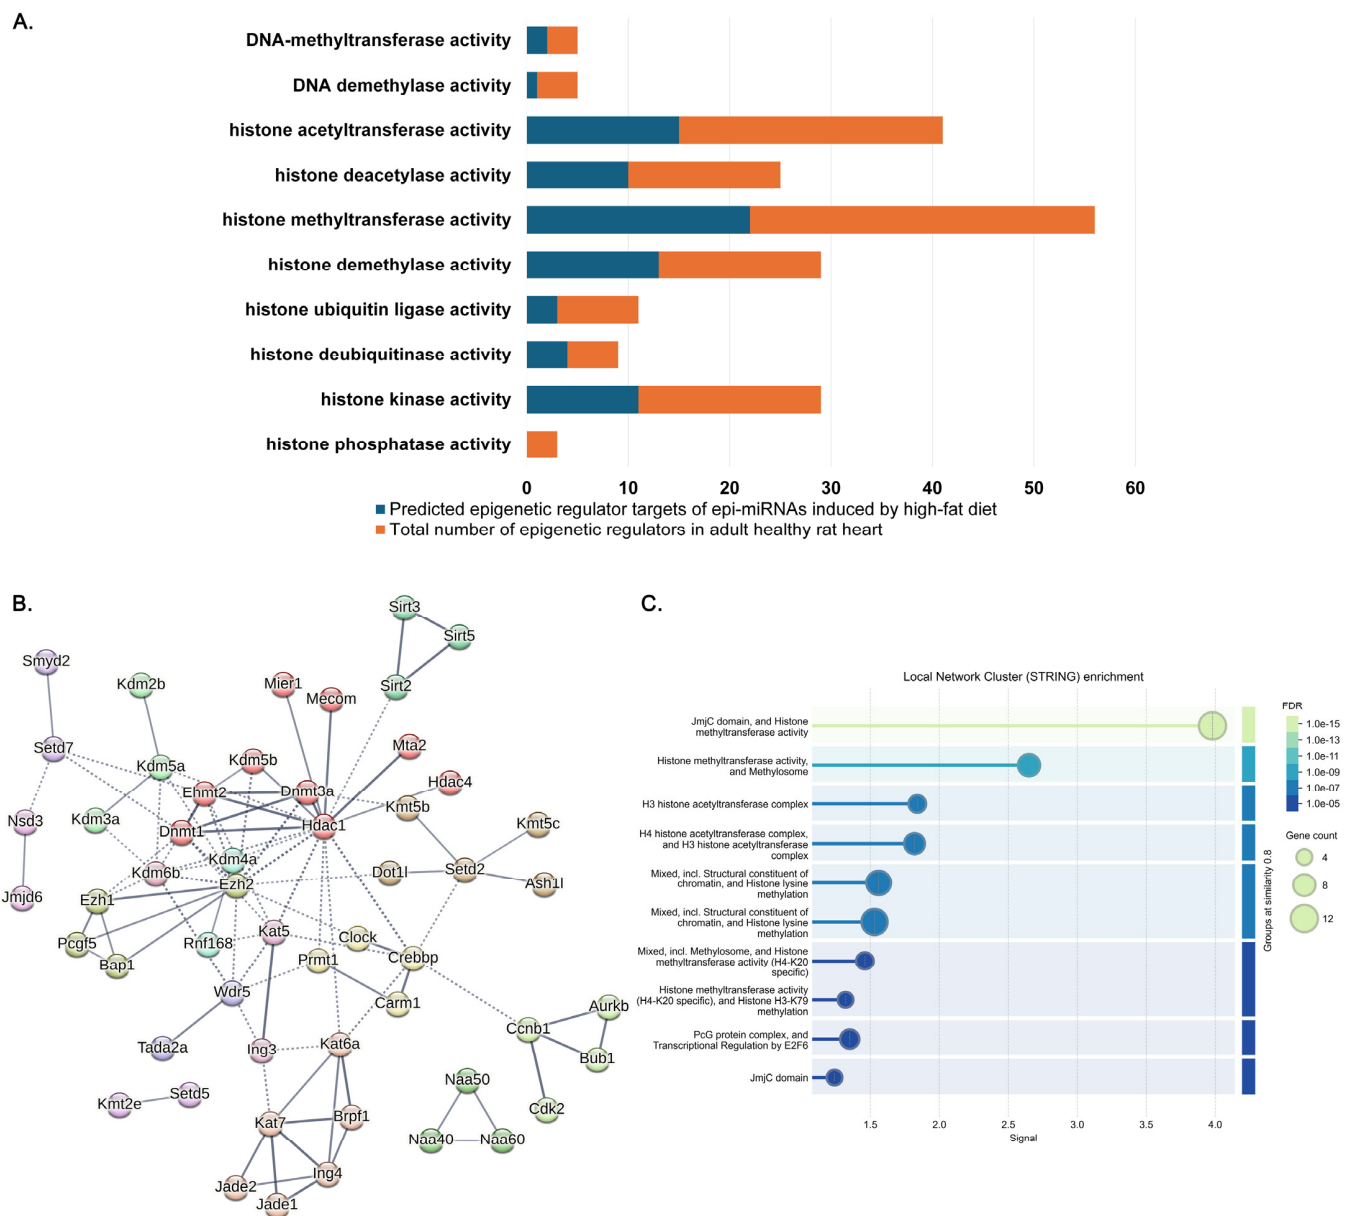 A.
DNA-methyltransferase activity
DNA demethylase activity
histone acetyltransferase activity
histone deacetylase activity
histone methyltransferase activity
histone demethylase activity
histone ubiquitin ligase activity
histone deubiquitinase activity
histone kinase activity
histone phosphatase activity
0 10 20 30 40 50 60
Predicted epigenetic regulator targets of epi-miRNAs induced by high-fat diet
Total number of epigenetic regulators in adult healthy rat heart
B.
Sirt3
Sirt5
Sirt2
Smyd2
Kdm2b
Mier1
Mecom
Setd7
Kdm5a
Kdm5b
Mta2
Hdac4
Ehmt2
Dnmt3a
Kmt5b
Kdm3a
Nsd3
Dnmt1
Hdac1
Kmt5c
Kdm4a
Kdm6b
Ezh2
Dot1l
Setd2
Ash1l
Jmjd6
Ezh1
Pcgf5
Bap1
Rnf168
Kat5
Clock
Crebbp
Prmt1
Carm1
Wdr5
Tada2a
Ing3
Kat6a
Ccnb1
Aurkb
Bub1
Cdk2
Kmt2e
Setd5
Kat7
Brpf1
Naa50
Naa40
Naa60
Ing4
Jade2
Jade1
C.
Local Network Cluster (STRING) enrichment
JmjC domain, and Histone
methyltransferase activity
Histone methyltransferase activity,
and Methylosome
H3 histone acetyltransferase complex
H4 histone acetyltransferase complex,
and H3 histone acetyltransferase
complex
Mixed, incl. Structural constituent of
chromatin, and Histone lysine
methylation
Mixed, incl. Structural constituent of
chromatin, and Histone lysine
methylation
Mixed, incl. Methylosome, and Histone
methyltransferase activity (H4-K20
specific)
Histone methyltransferase activity
(H4-K20 specific), and Histone H3-K79
methylation
PcG protein complex, and
Transcriptional Regulation by E2F6
JmjC domain
1.5 2.0 2.5 3.0 3.5 4.0
Signal
Groups at similarity 0.8
FDR
1.0e-15
1.0e-13
1.0e-11
1.0e-09
1.0e-07
1.0e-05
Gene count
4
8
12